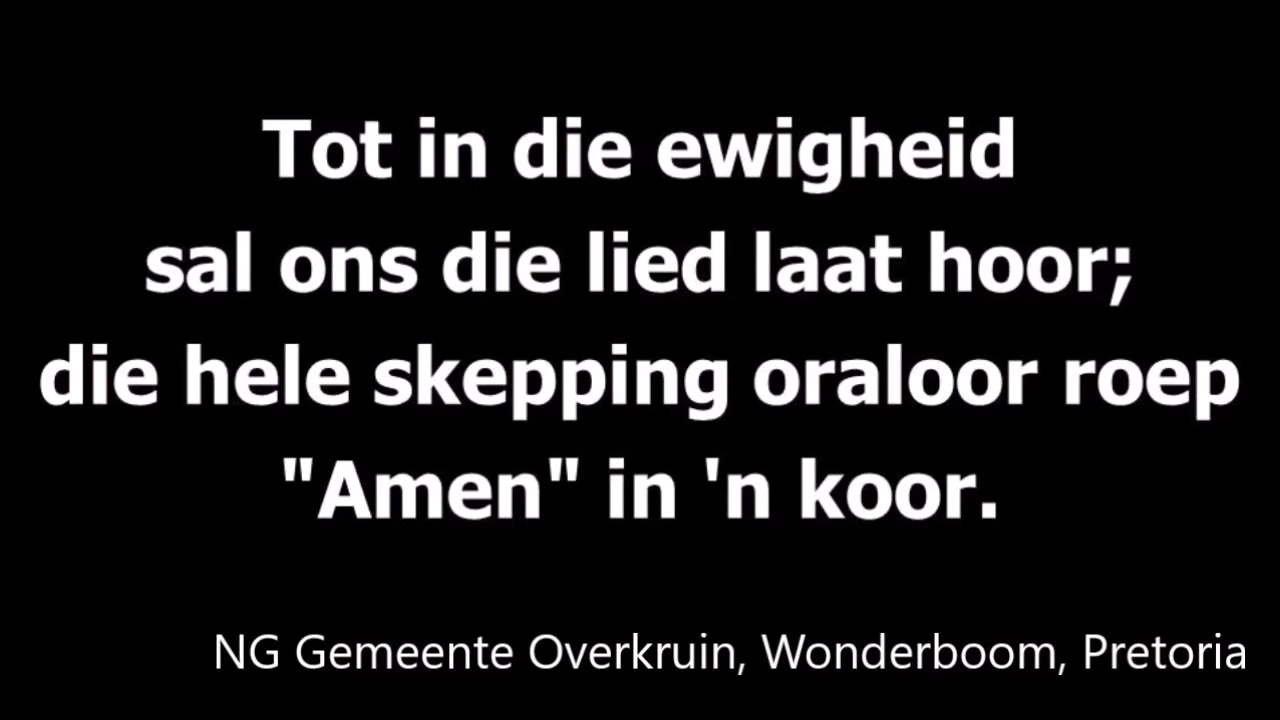 Tot in die ewigheid
sal ons die lied laat hoor;
die hele skepping oraloor roep
"Amen" in 'n koor.
NG Gemeente Overkruin, Wonderboom, Pretoria